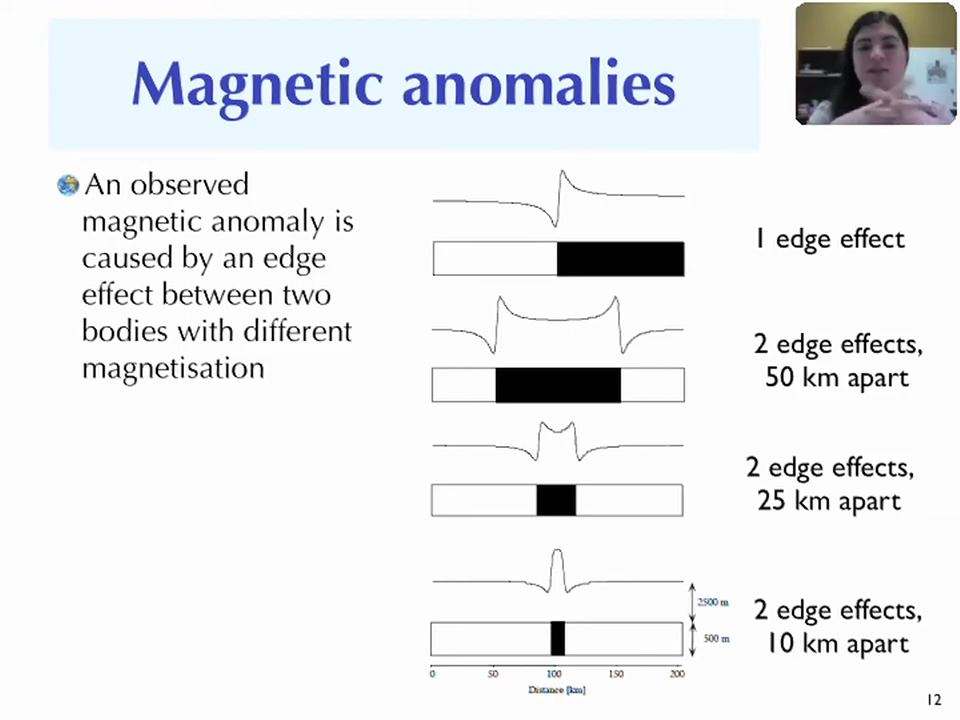 Magnetic anomalies
An observed
magnetic anomaly is
caused by an edge
effect between two
bodies with different
magnetisation
1 edge effect
2 edge effects,
50 km apart
2 edge effects,
25 km apart
2500 m
500 m
2 edge effects,
10 km apart
0 50 100 150 200
Distance [km]
12